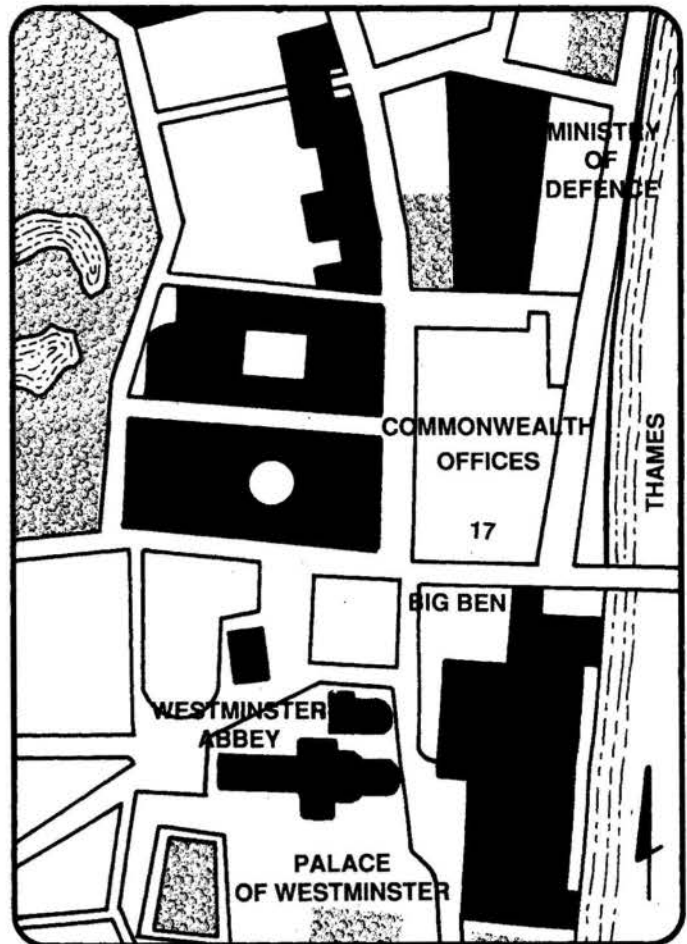 MINISTRY
OF
DEFENCE
COMMONWEALTH
OFFICES
THAMES
17
BIG BEN
WESTMINSTER
ABBEY
PALACE
OF WESTMINSTER